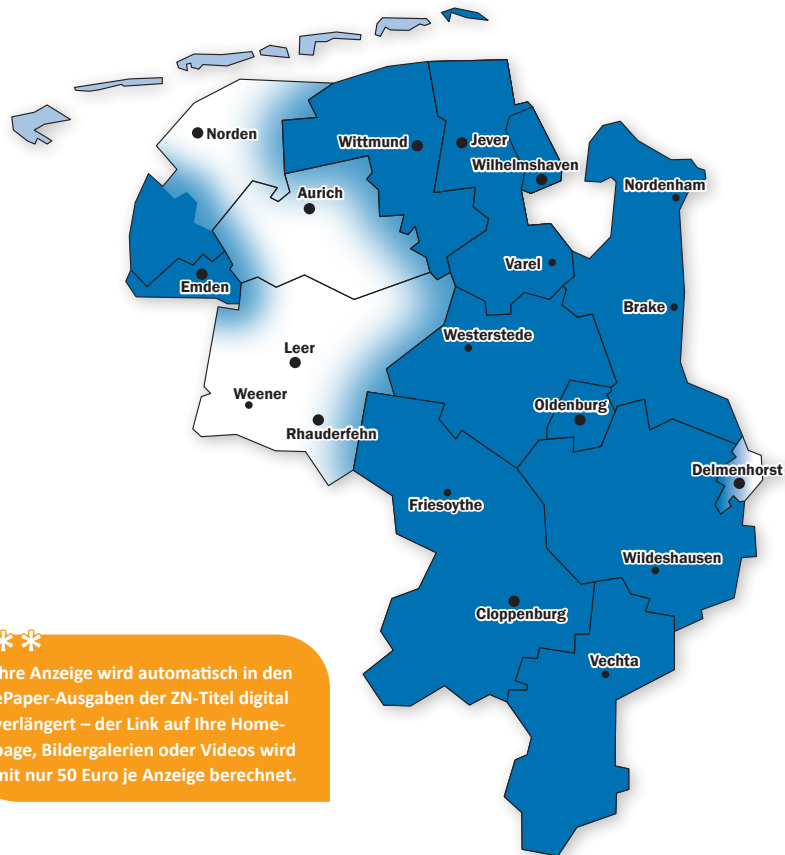 Norden
Wittmund
Jever
Wilhelmshaven
Nordenham
Aurich
Varel
Emden
Brake
Westerstede
Leer
Weener
Oldenburg
Rhauderfehn
Delmenhorst
Friesoythe
Wildeshausen
Cloppenburg
Vechta
**
hre Anzeige wird automatisch in den
ePaper-Ausgaben der ZN-Titel digital
verlängert – der Link auf Ihre Home-
page, Bildergalerien oder Videos wird
mit nur 50 Euro je Anzeige berechnet.